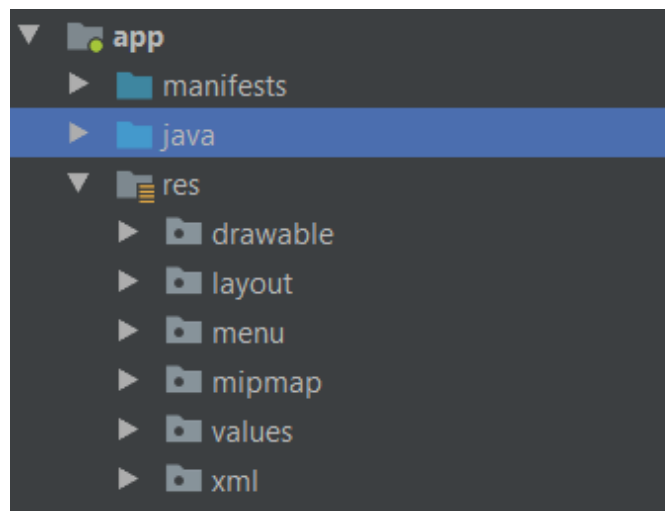 app
manifests
java
res
drawable
layout
menu
mipmap
values
xml